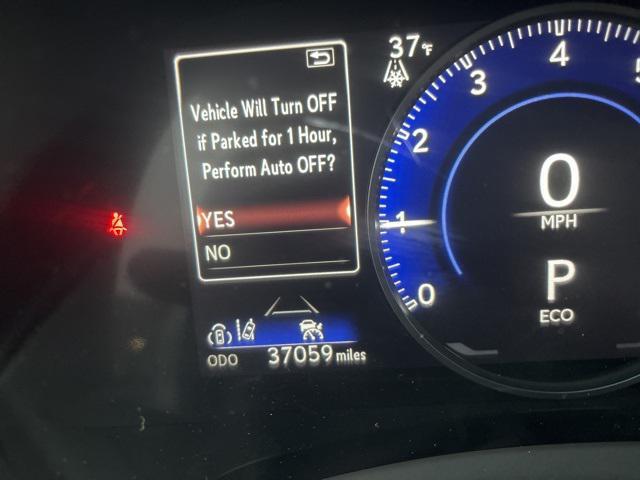 37°F
Vehicle Will Turn OFF
if Parked for 1 Hour,
Perform Auto OFF?
YES
NO
ODO 37059 miles
4
3
2
1
0
0
MPH
P
ECO